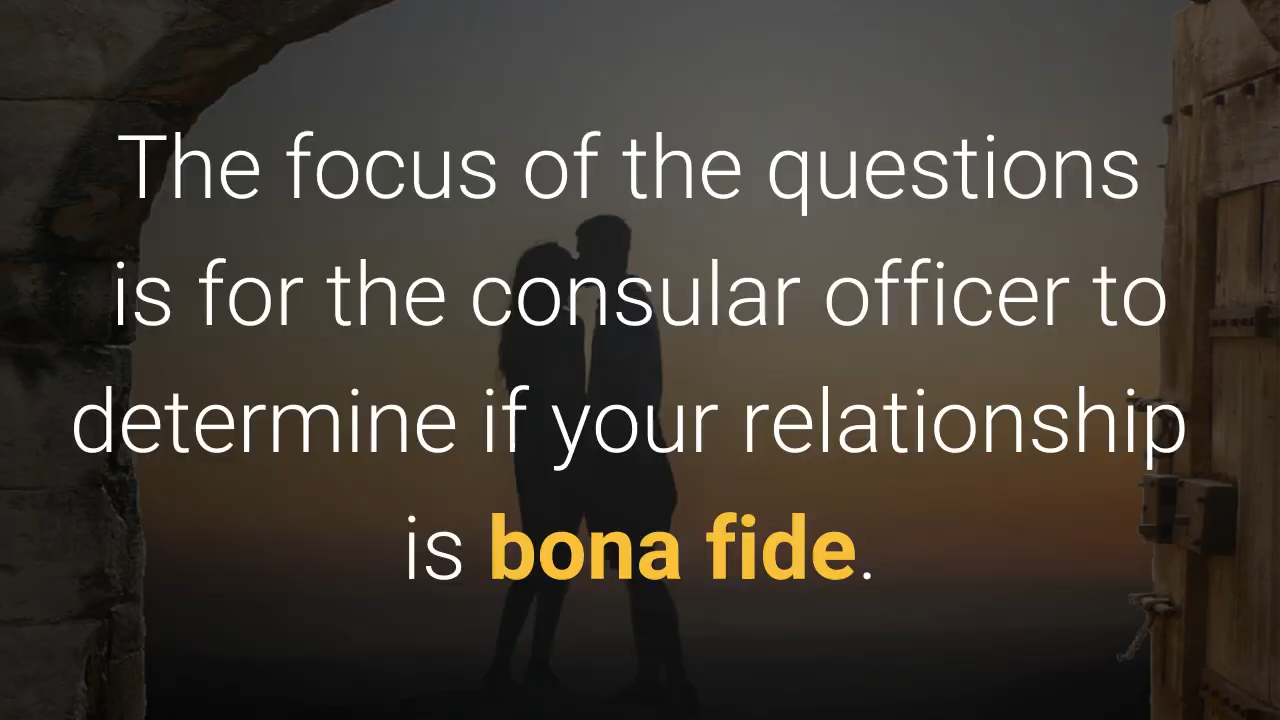 The focus of the questions
is for the consular officer to
determine if your relationship
is bona fide.